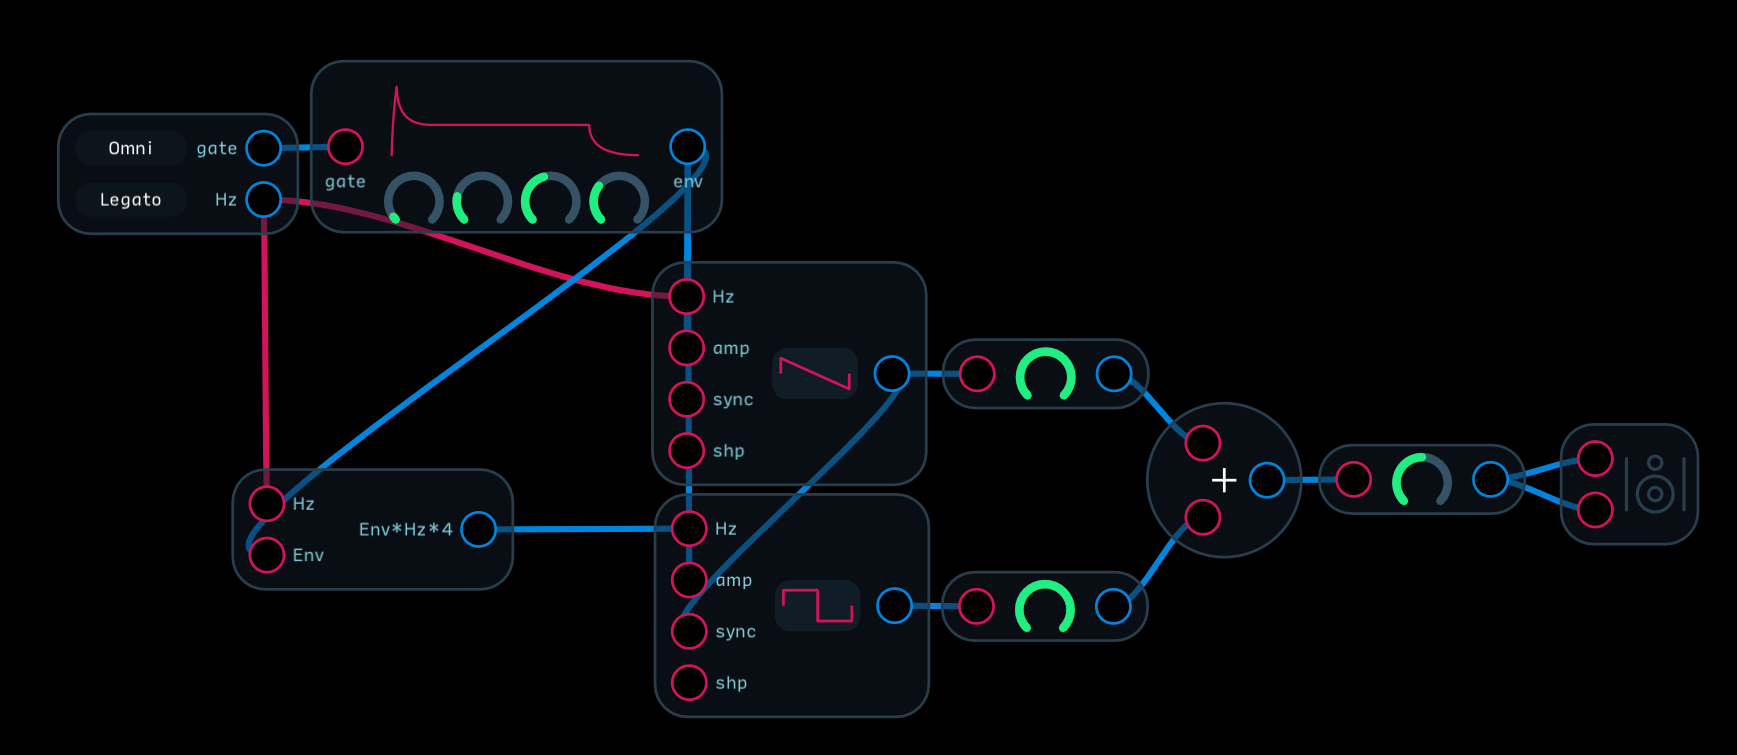 Omni gate
Legato Hz
gate
env
Hz
amp
sync
shp
Hz
Env*Hz*4
Env
Hz
amp
sync
shp
+